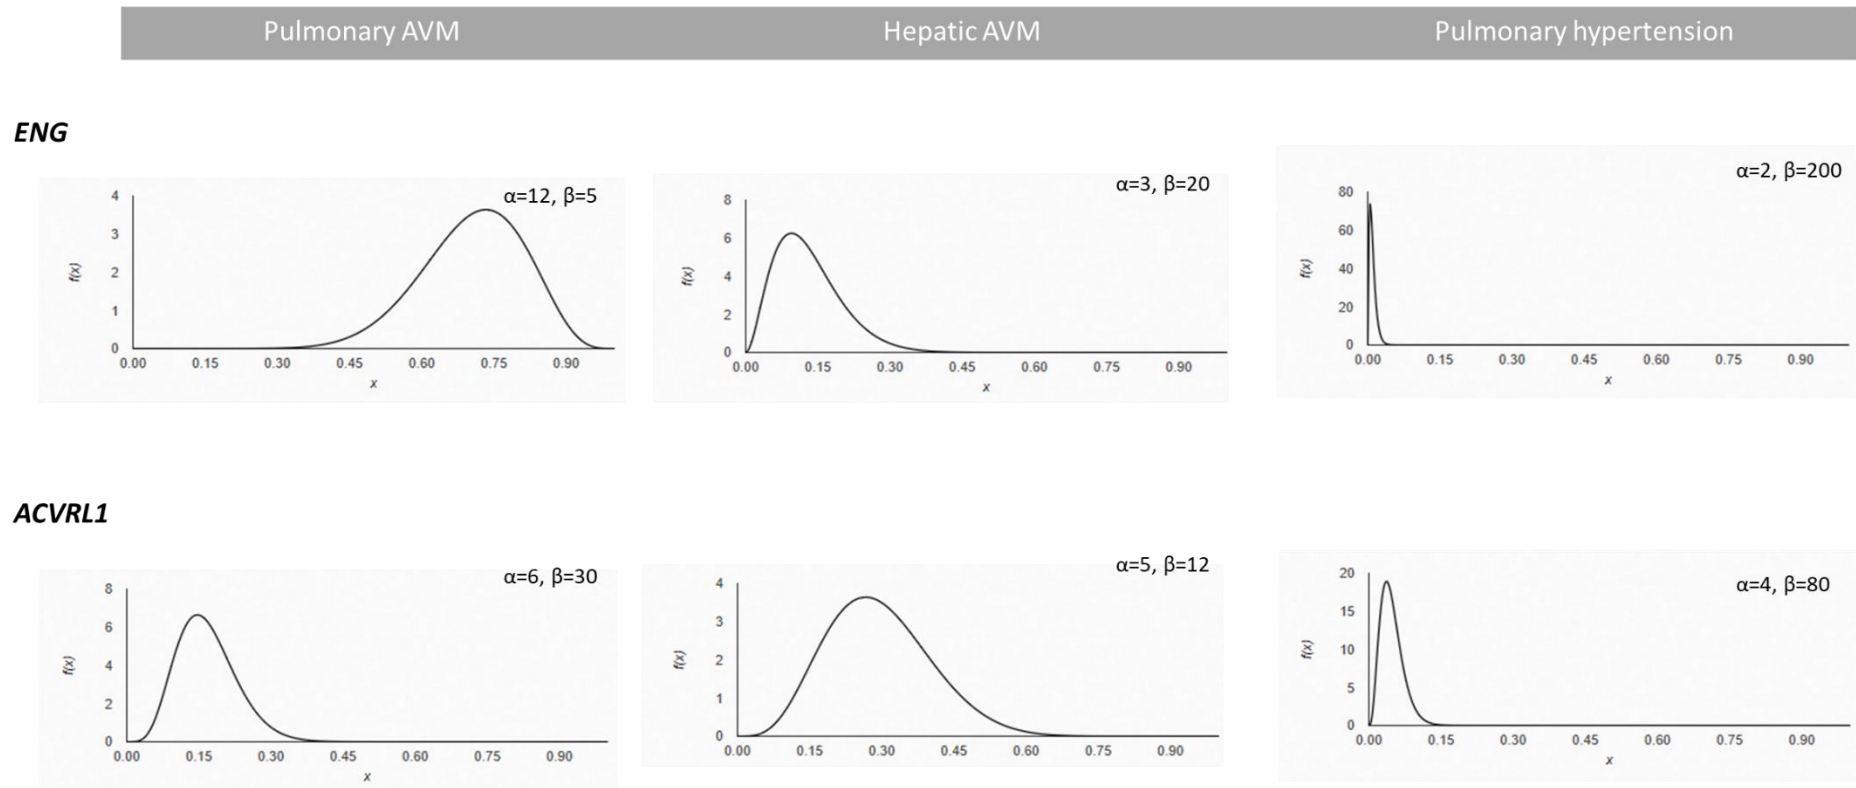 Pulmonary AVM Hepatic AVM Pulmonary hypertension
ENG
α=12, β=5
4
3
2
1
0
f(x)
0.00 0.15 0.30 0.45 0.60 0.75 0.90
x
α=3, β=20
8
6
4
2
0
f(x)
0.00 0.15 0.30 0.45 0.60 0.75 0.90
x
α=2, β=200
80
60
40
20
0
f(x)
0.00 0.15 0.30 0.45 0.60 0.75 0.90
x
ACVRL1
α=6, β=30
8
6
4
2
0
f(x)
0.00 0.15 0.30 0.45 0.60 0.75 0.90
x
α=5, β=12
4
3
2
1
0
f(x)
0.00 0.15 0.30 0.45 0.60 0.75 0.90
x
α=4, β=80
20
15
10
5
0
f(x)
0.00 0.15 0.30 0.45 0.60 0.75 0.90
x